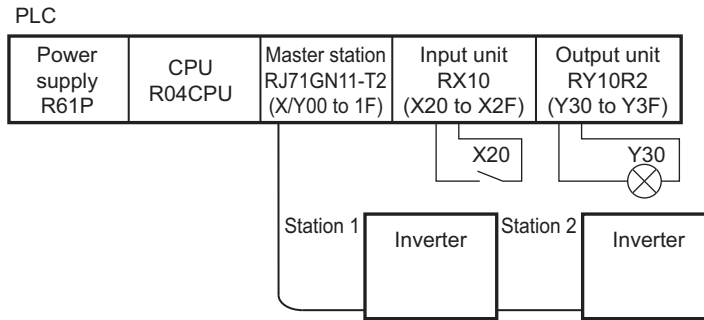 PLC
Power
supply
R61P
CPU
R04CPU
Master station
RJ71GN11-T2
(X/Y00 to 1F)
Input unit
RX10
(X20 to X2F)
Output unit
RY10R2
(Y30 to Y3F)
X20
Y30
Station 1
Inverter
Station 2
Inverter